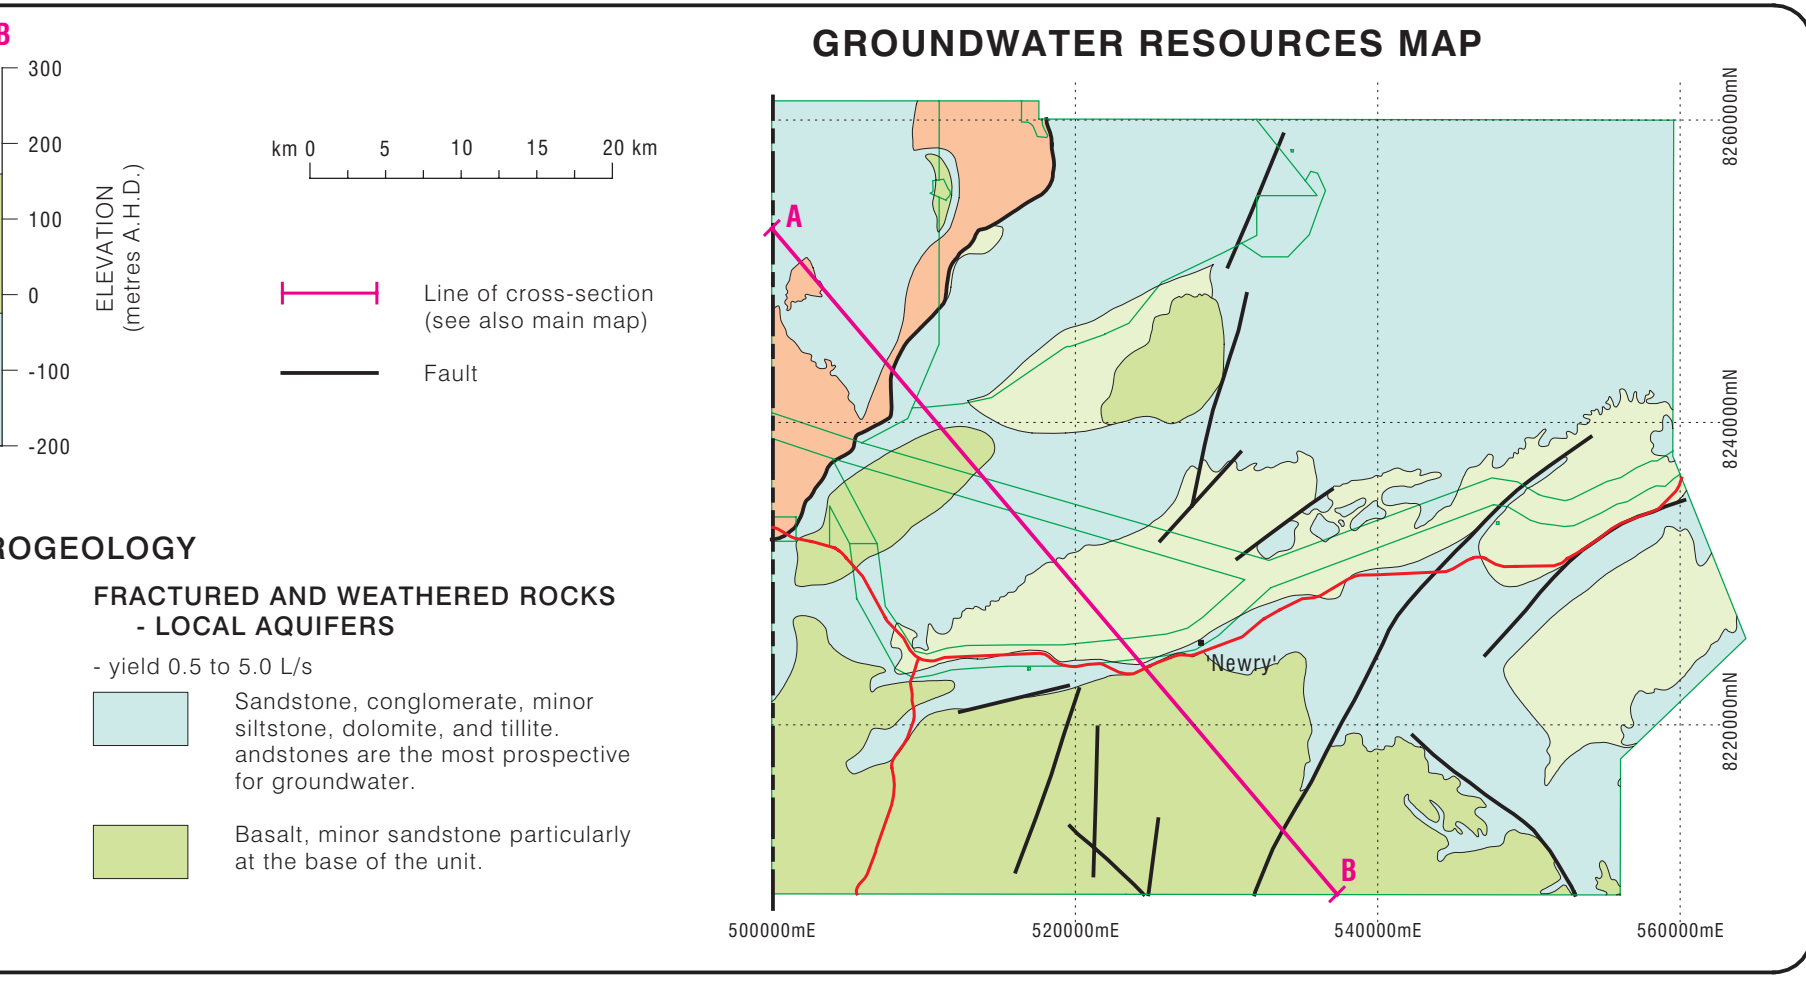 B
300
200
100
0
-100
-200
ELEVATION
(metres A.H.D.)
km 0 5 10 15 20 km
Line of cross-section
(see also main map)
Fault
ROGEOLOGY
FRACTURED AND WEATHERED ROCKS
- LOCAL AQUIFERS
- yield 0.5 to 5.0 L/s
Sandstone, conglomerate, minor
siltstone, dolomite, and tillite.
andstones are the most prospective
for groundwater.
Basalt, minor sandstone particularly
at the base of the unit.
GROUNDWATER RESOURCES MAP
A
'Newry'
B
8260000mN
8240000mN
8220000mN
500000mE 520000mE 540000mE 560000mE